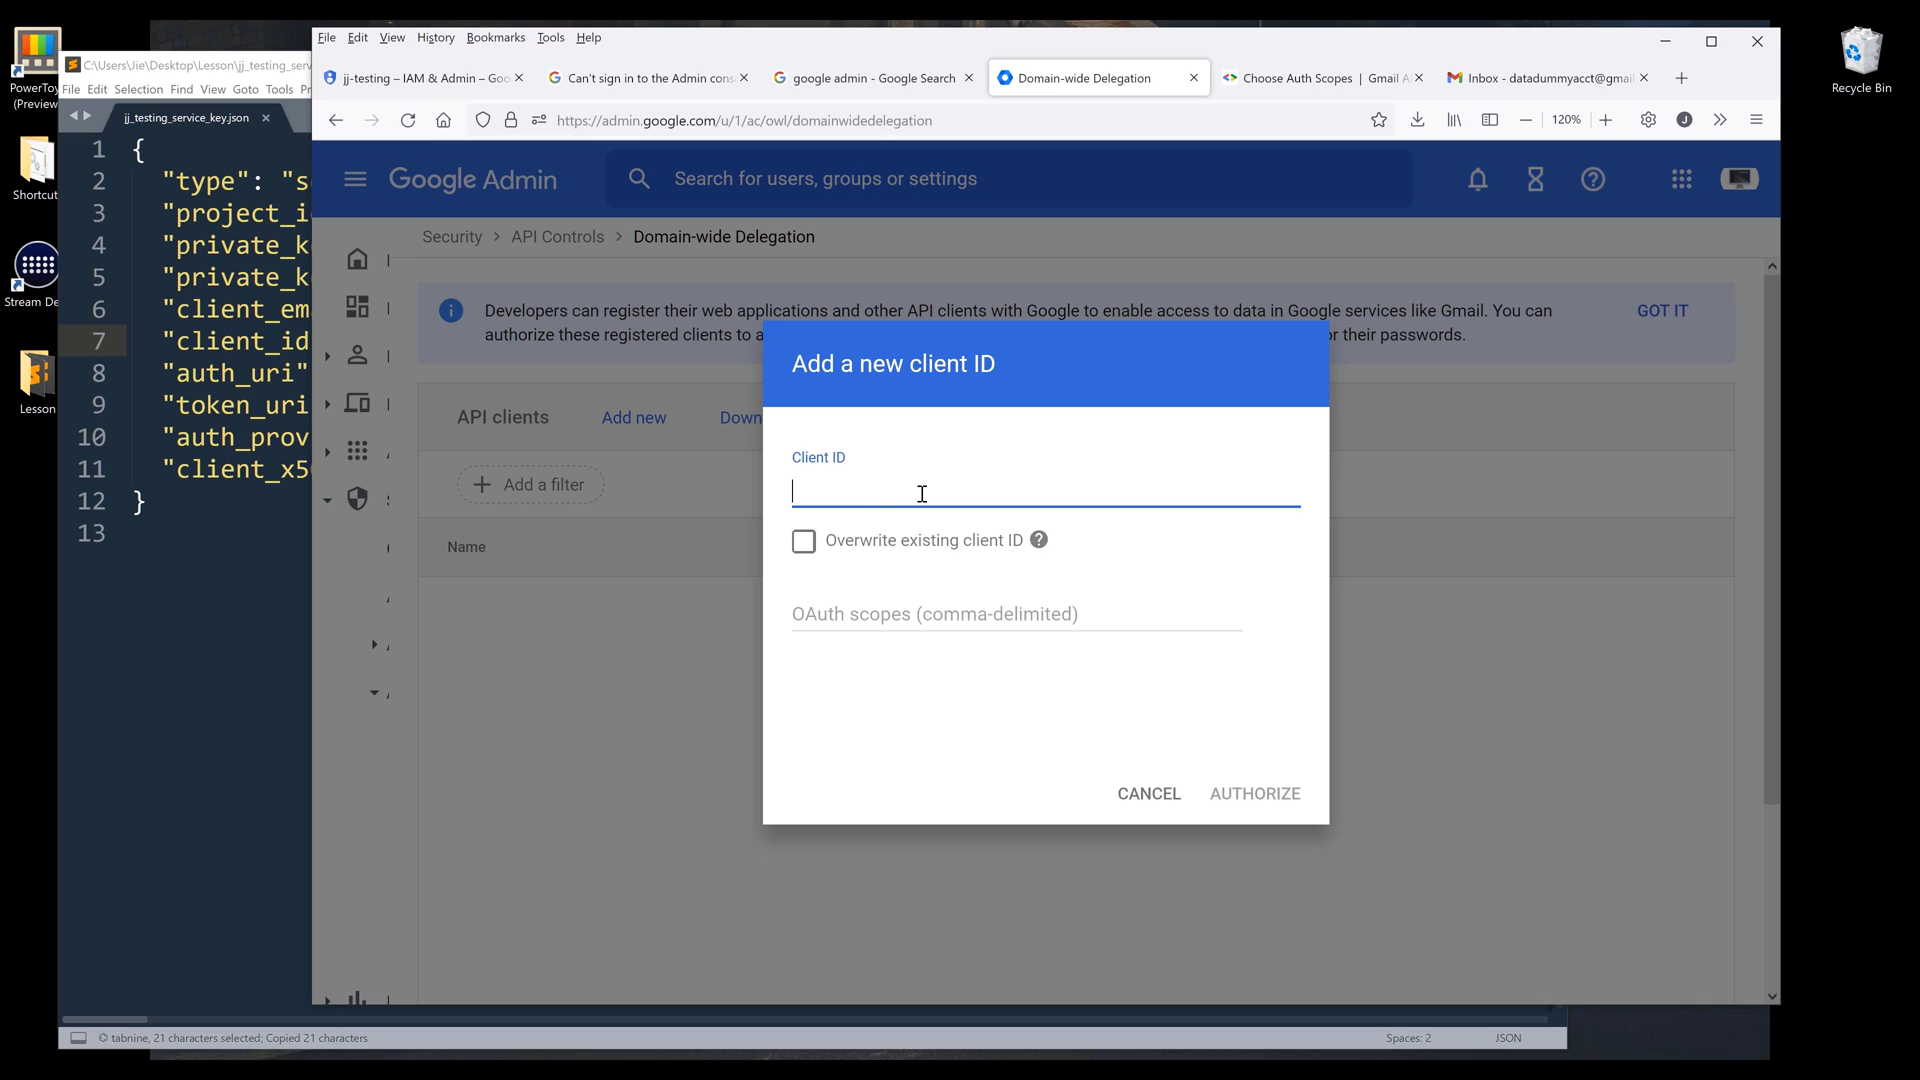 PowerToy
(Preview
Shortcut
Stream De
Lesson
Recycle Bin
C:\Users\Jie\Desktop\Lesson\jj_testing_serv
File Edit Selection Find View Goto Tools Pr
jj_testing_service_key.json
1 {
2 "type": "s
3 "project_i
4 "private_k
5 "private_k
6 "client_em
7 "client_id
8 "auth_uri"
9 "token_uri
10 "auth_prov
11 "client_x5
12 }
13
tabnine, 21 characters selected; Copied 21 characters
Spaces: 2
JSON
File Edit View History Bookmarks Tools Help
jj-testing – IAM & Admin – Goo
Can't sign in to the Admin cons
google admin - Google Search
Domain-wide Delegation
Choose Auth Scopes | Gmail A
Inbox - datadummyacct@gmail
https://admin.google.com/u/1/ac/owl/domainwidedelegation
120%
J
Google Admin
Search for users, groups or settings
Security > API Controls > Domain-wide Delegation
Developers can register their web applications and other API clients with Google to enable access to data in Google services like Gmail. You can
authorize these registered clients to a
r their passwords.
GOT IT
API clients
Add new
Down
Add a filter
Name
Add a new client ID
Client ID
Overwrite existing client ID
OAuth scopes (comma-delimited)
CANCEL
AUTHORIZE